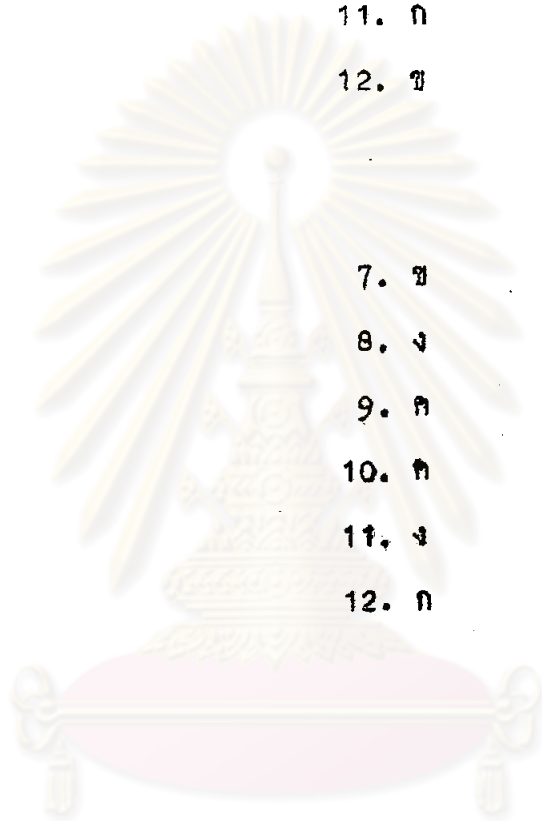 11. ก
12. ข
7. ข
8. ง
9. ค
10. ค
11. ง
12. ก